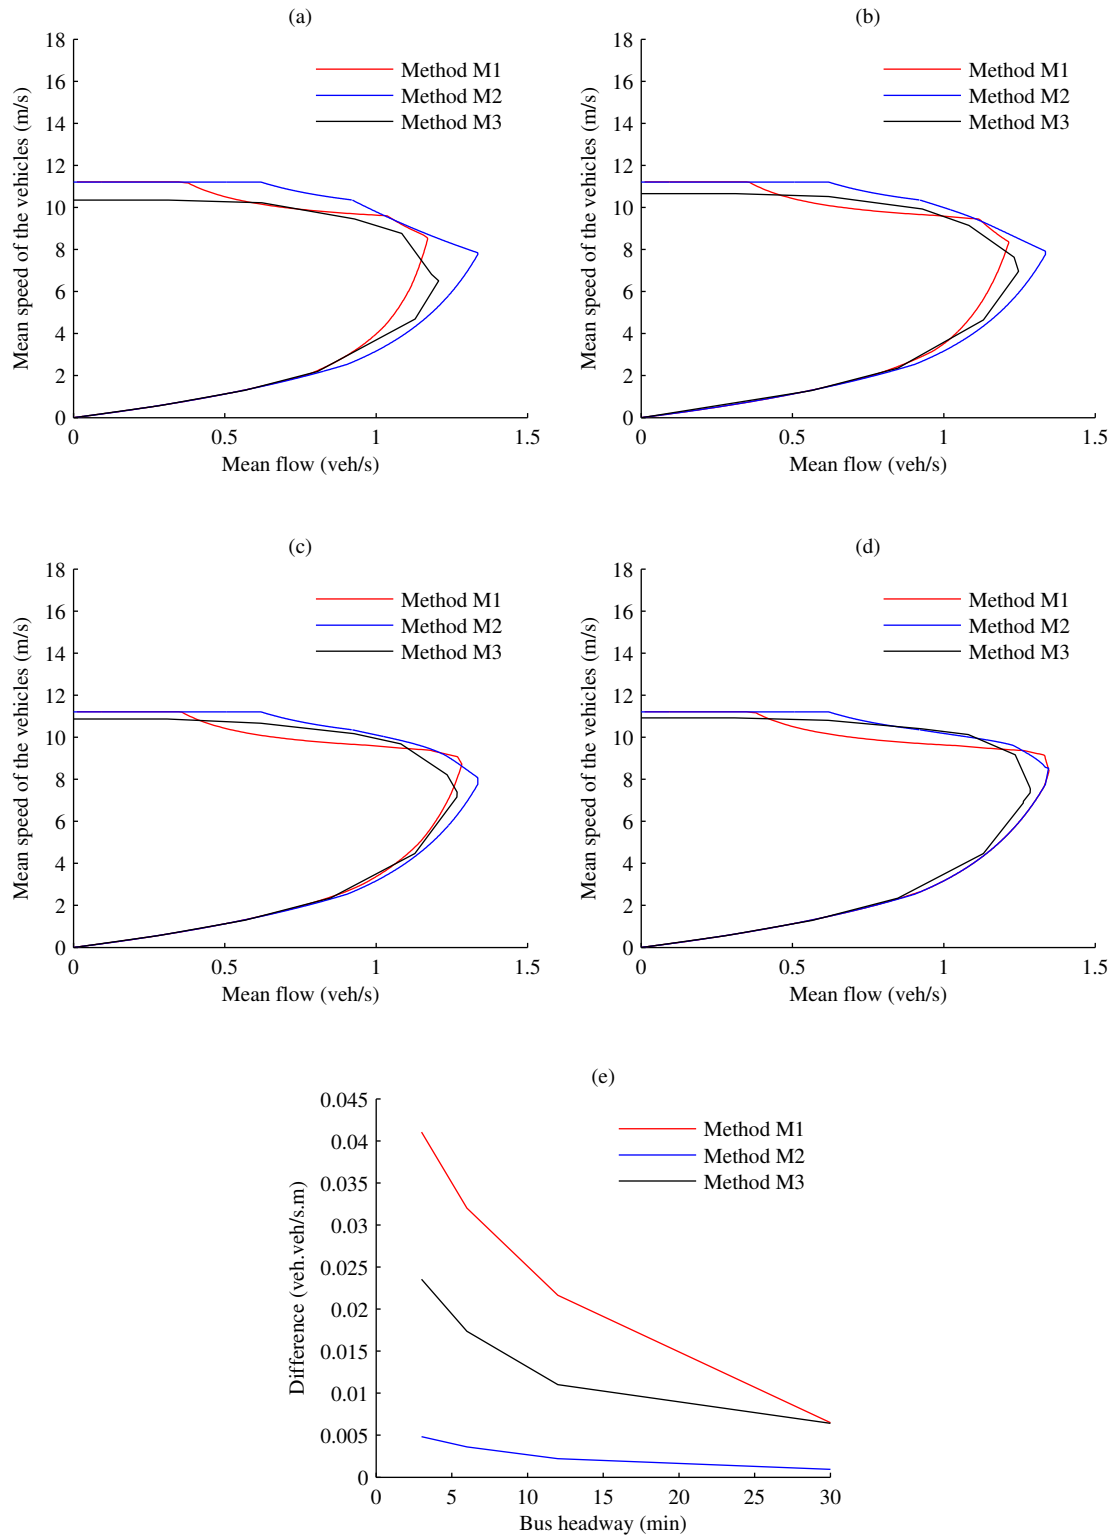 (a)
18
16
14
12
10
8
6
4
2
0
Mean speed of the vehicles (m/s)
Method M1
Method M2
Method M3
0
0.5
1
1.5
Mean flow (veh/s)
(b)
18
16
14
12
10
8
6
4
2
0
Mean speed of the vehicles (m/s)
Method M1
Method M2
Method M3
0
0.5
1
1.5
Mean flow (veh/s)
(c)
18
16
14
12
10
8
6
4
2
0
Mean speed of the vehicles (m/s)
Method M1
Method M2
Method M3
0
0.5
1
1.5
Mean flow (veh/s)
(d)
18
16
14
12
10
8
6
4
2
0
Mean speed of the vehicles (m/s)
Method M1
Method M2
Method M3
0
0.5
1
1.5
Mean flow (veh/s)
(e)
0.045
0.04
0.035
0.03
0.025
0.02
0.015
0.01
0.005
0
Difference (veh.veh/s.m)
Method M1
Method M2
Method M3
0
5
10
15
20
25
30
Bus headway (min)